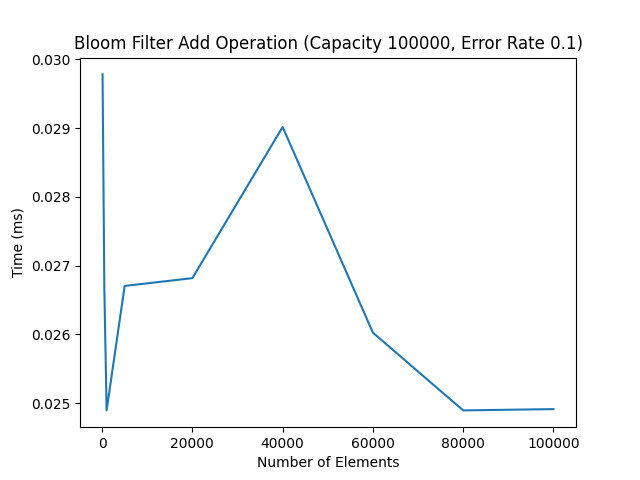 Bloom Filter Add Operation (Capacity 100000, Error Rate 0.1)
0.030
0.029
0.028
0.027
0.026
0.025
Time (ms)
0 20000 40000 60000 80000 100000
Number of Elements